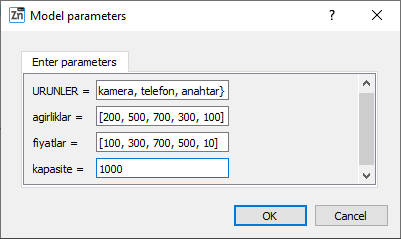 Zn
Model parameters
?
Enter parameters
URUNLER = kamera, telefon, anahtar}
agirliklar = [200, 500, 700, 300, 100]
fiyatlar = [100, 300, 700, 500, 10]
kapasite = 1000
OK Cancel